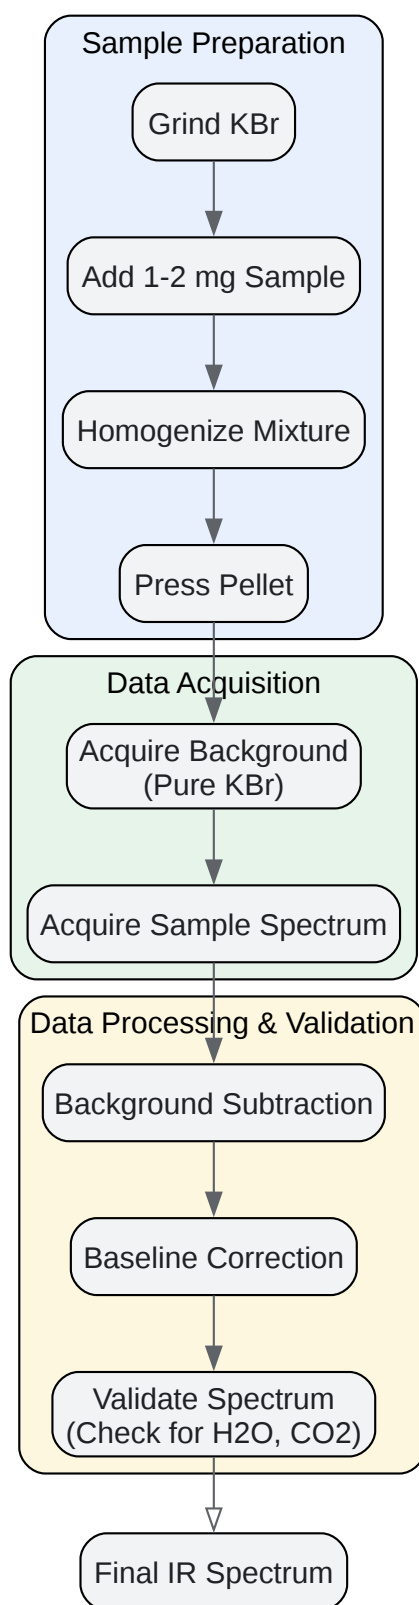 Sample Preparation
Grind KBr
Add 1-2 mg Sample
Homogenize Mixture
Press Pellet
Data Acquisition
Acquire Background
(Pure KBr)
Acquire Sample Spectrum
Data Processing & Validation
Background Subtraction
Baseline Correction
Validate Spectrum
(Check for H2O, CO2)
Final IR Spectrum